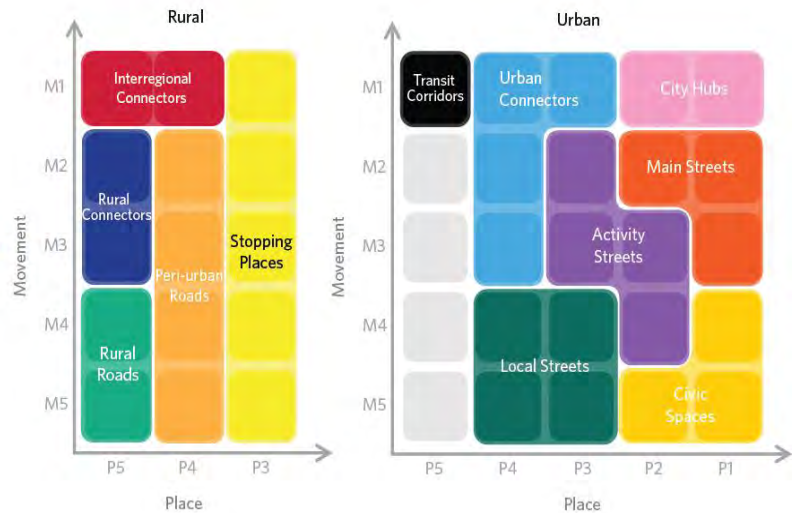 Rural
Movement
M1
M2
M3
M4
M5
Interregional
Connectors
Rural
Connectors
Peri-urban
Roads
Stopping
Places
Rural
Roads
P5
P4
P3
Place
Urban
Movement
M1
M2
M3
M4
M5
Transit
Corridors
Urban
Connectors
City Hubs
Main Streets
Activity
Streets
Local Streets
Civic
Spaces
P5
P4
P3
P2
P1
Place